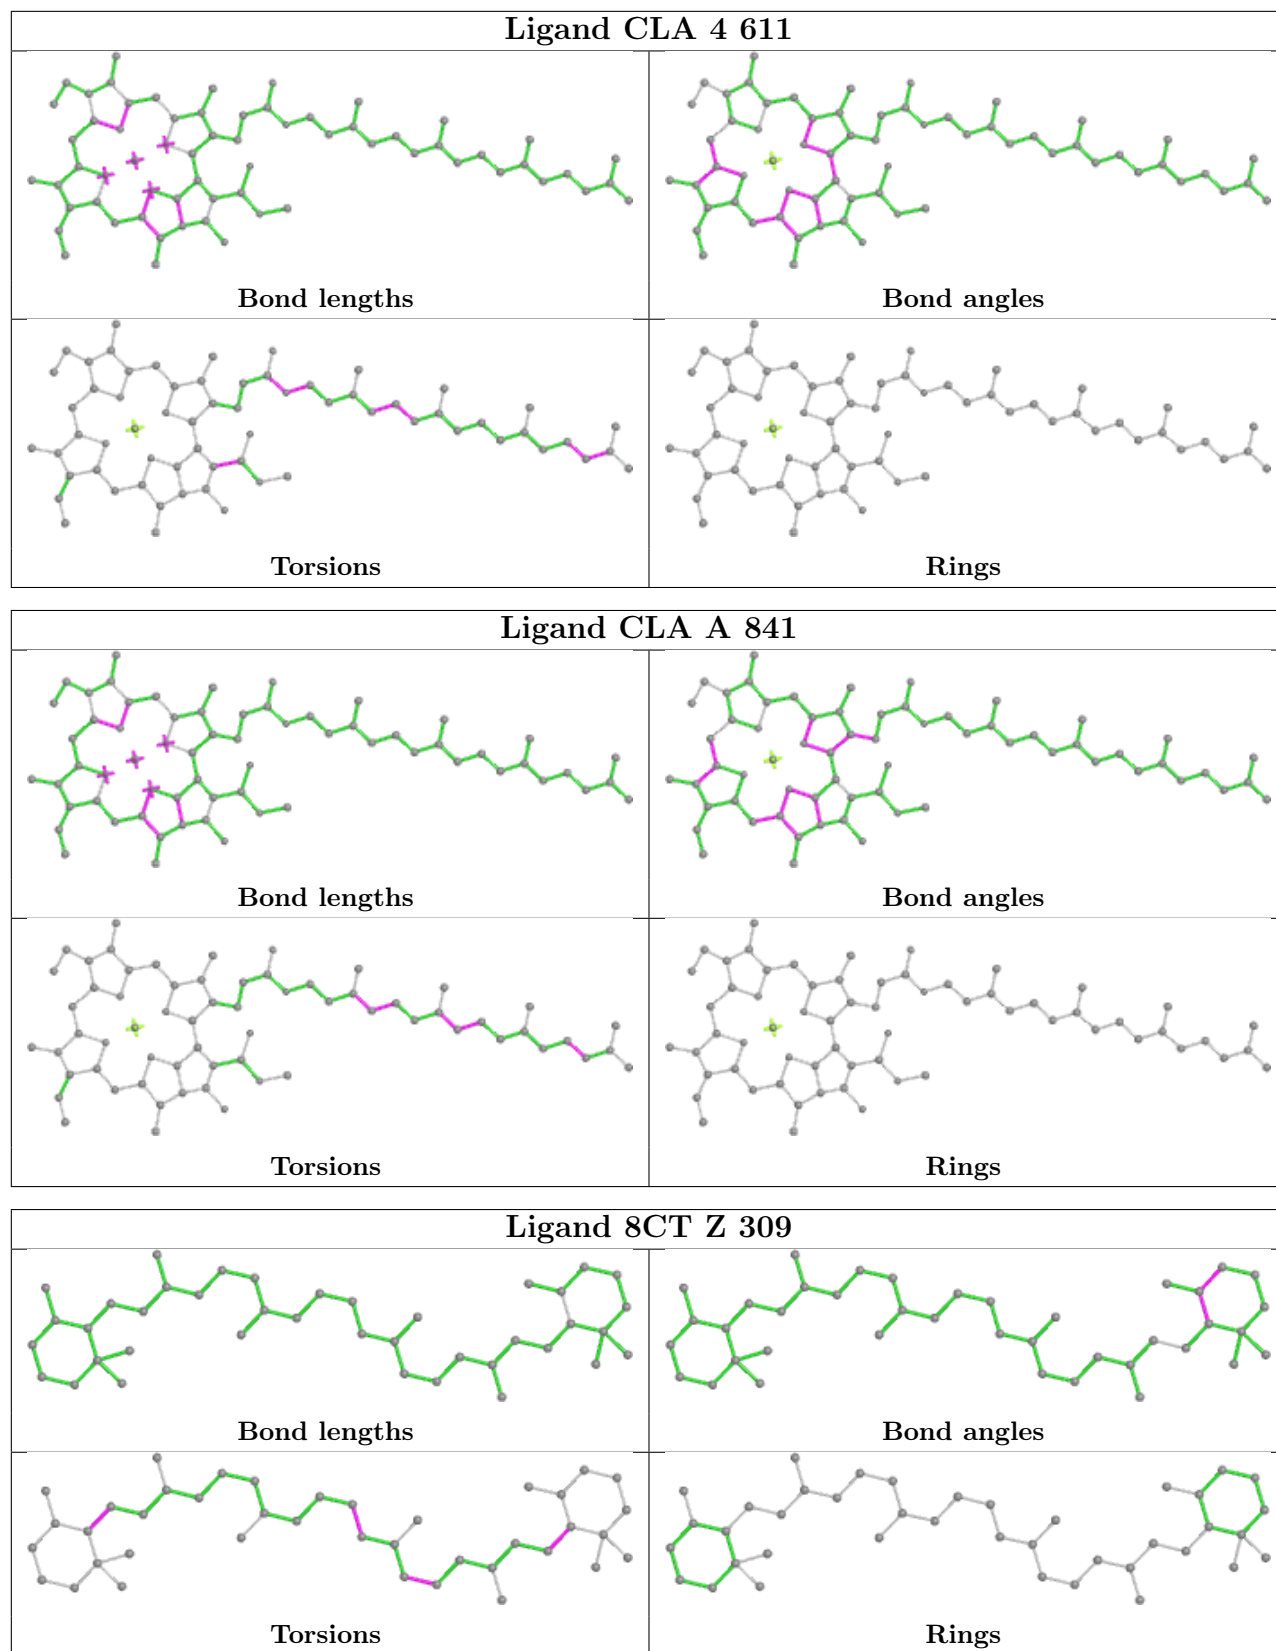 Ligand CLA 4 611
Bond lengths
Bond angles
Torsions
Rings
Ligand CLA A 841
Bond lengths
Bond angles
Torsions
Rings
Ligand 8CT Z 309
Bond lengths
Bond angles
Torsions
Rings